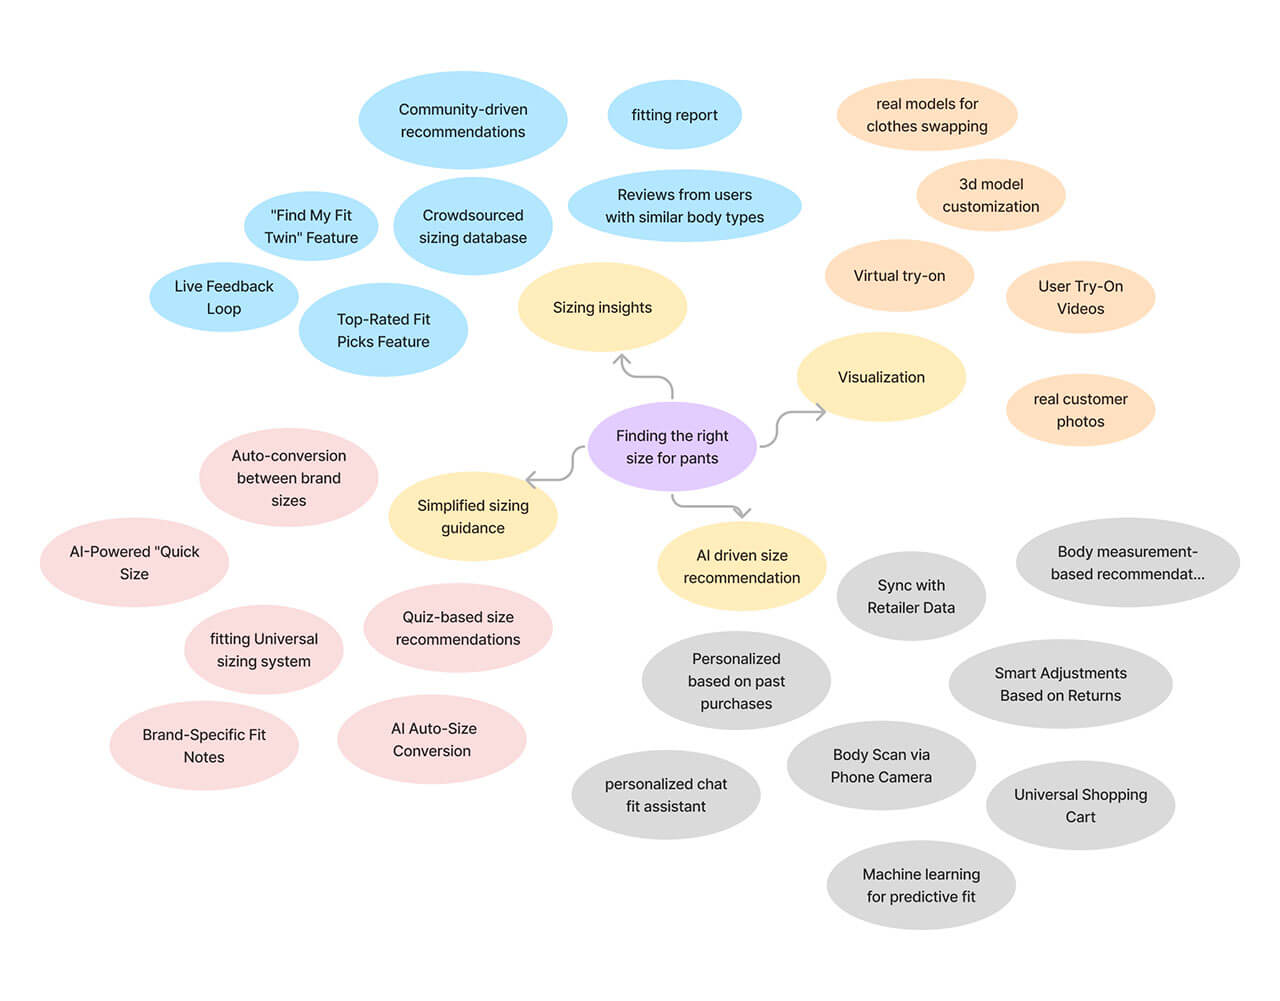 Community-driven
recommendations
fitting report
real models for
clothes swapping
3d model
customization
"Find My Fit
Twin" Feature
Crowdsourced
sizing database
Reviews from users
with similar body types
Virtual try-on
User Try-On
Videos
Live Feedback
Loop
Top-Rated Fit
Picks Feature
Sizing insights
Visualization
real customer
photos
Finding the right
size for pants
Auto-conversion
between brand
sizes
Simplified sizing
guidance
AI-Powered "Quick
Size
AI driven size
recommendation
Sync with
Retailer Data
Body measurement-
based recommendat...
Quiz-based size
recommendations
fitting Universal
sizing system
Personalized
based on past
purchases
Smart Adjustments
Based on Returns
Brand-Specific Fit
Notes
AI Auto-Size
Conversion
Body Scan via
Phone Camera
personalized chat
fit assistant
Universal Shopping
Cart
Machine learning
for predictive fit